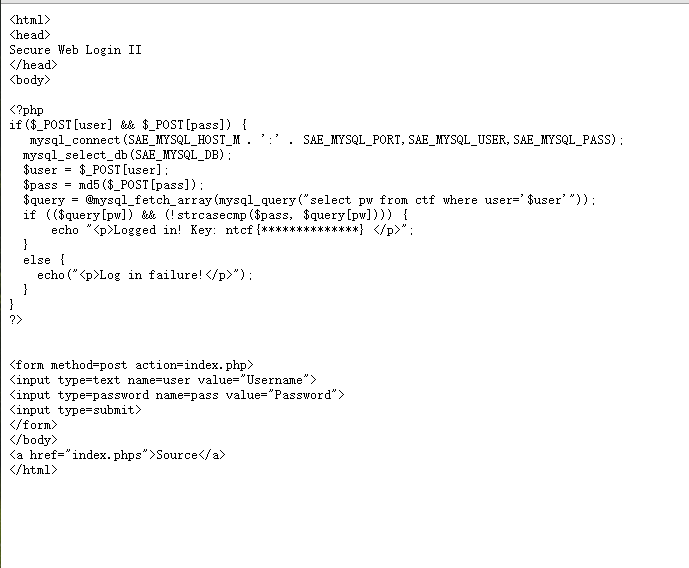 <html>
<head>
Secure Web Login II
</head>
<body>
<?php
if($_POST[user] && $_POST[pass]) {
mysql_connect(SAE_MYSQL_HOST_M . ':' . SAE_MYSQL_PORT,SAE_MYSQL_USER,SAE_MYSQL_PASS);
mysql_select_db(SAE_MYSQL_DB);
$user = $_POST[user];
$pass = md5($_POST[pass]);
$query = @mysql_fetch_array(mysql_query("select pw from ctf where user='$user'"));
if (($query[pw]) && (!strcasecmp($pass, $query[pw]))) {
echo "<p>Logged in! Key: ntcf{**************} </p>";
}
else {
echo("<p>Log in failure!</p>");
}
}
?>
<form method=post action=index.php>
<input type=text name=user value="Username">
<input type=password name=pass value="Password">
<input type=submit>
</form>
</body>
<a href="index.phps">Source</a>
</html>